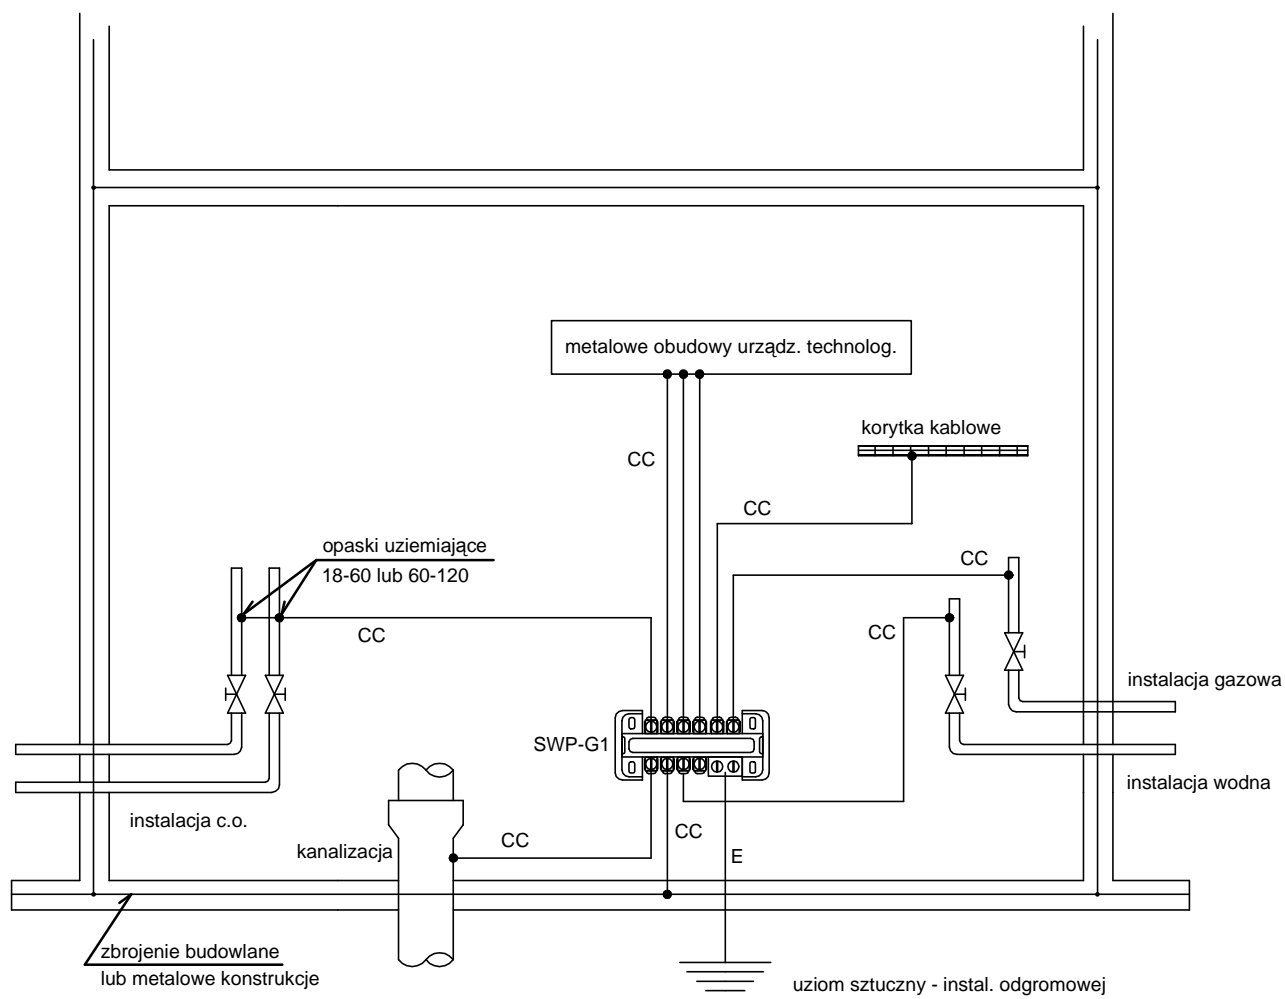 metalowe obudowy urządz. technolog.
korytka kablowe
CC
CC
opaski uziemiające
18-60 lub 60-120
CC
CC
CC
instalacja gazowa
SWP-G1
instalacja wodna
instalacja c.o.
CC
CC
kanalizacja
E
zbrojenie budowlane
lub metalowe konstrukcje
uziom sztuczny - instal. odgromowej